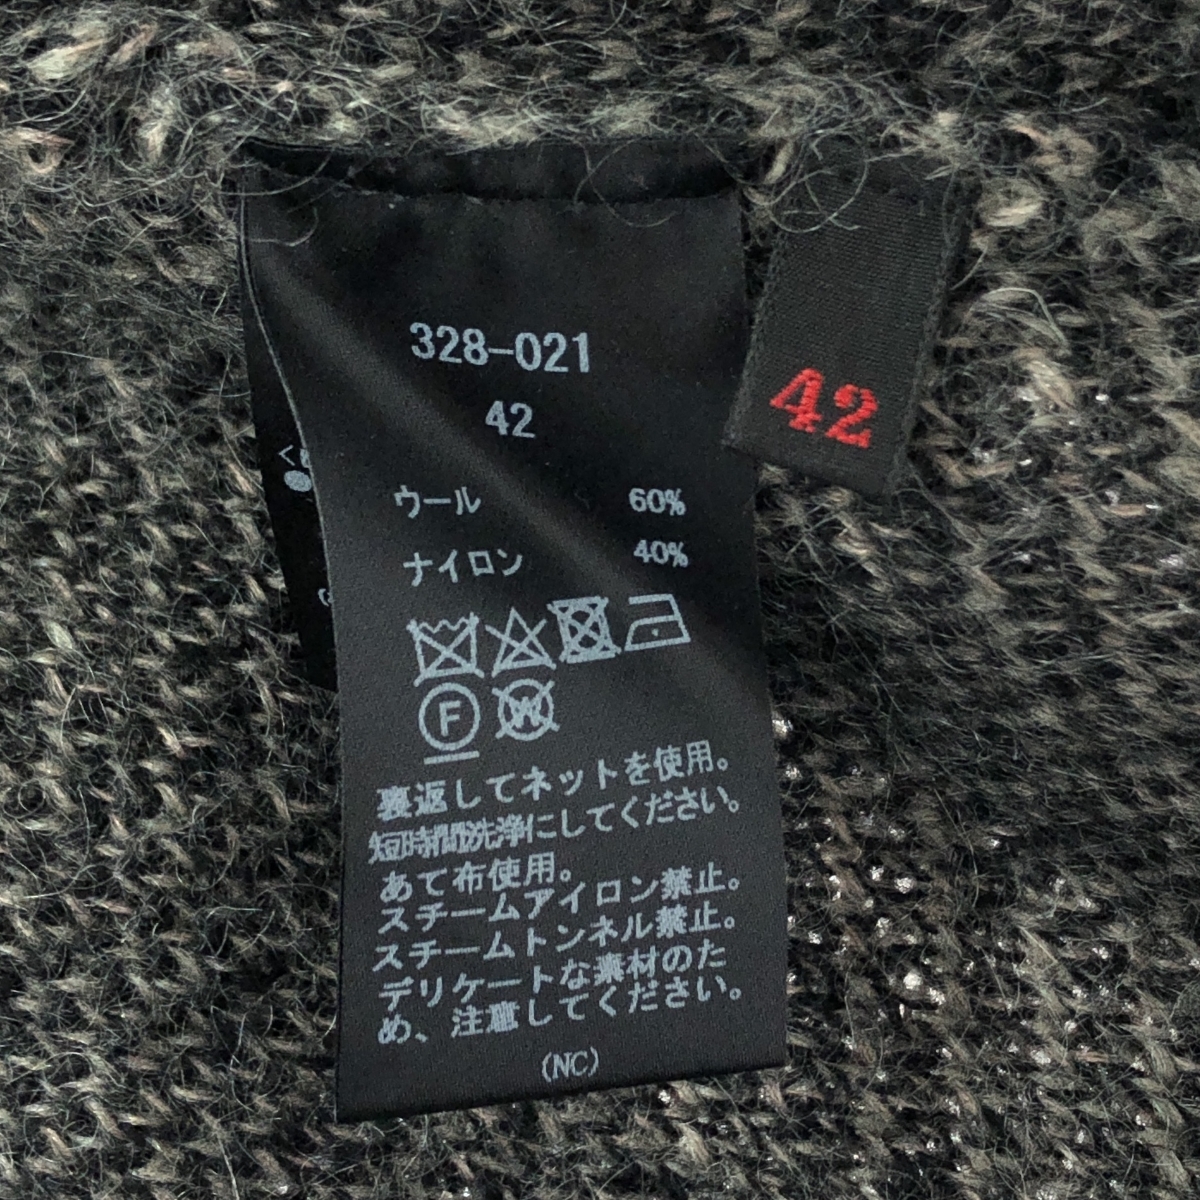 328-021
42
42
ウール 60%
ナイロン 40%
F
W
裏返してネットを使用。
短時間洗浄にしてください。
あて布使用。
スチームアイロン禁止。
スチームトンネル禁止。
デリケートな素材のた
め、注意してください。
(NC)